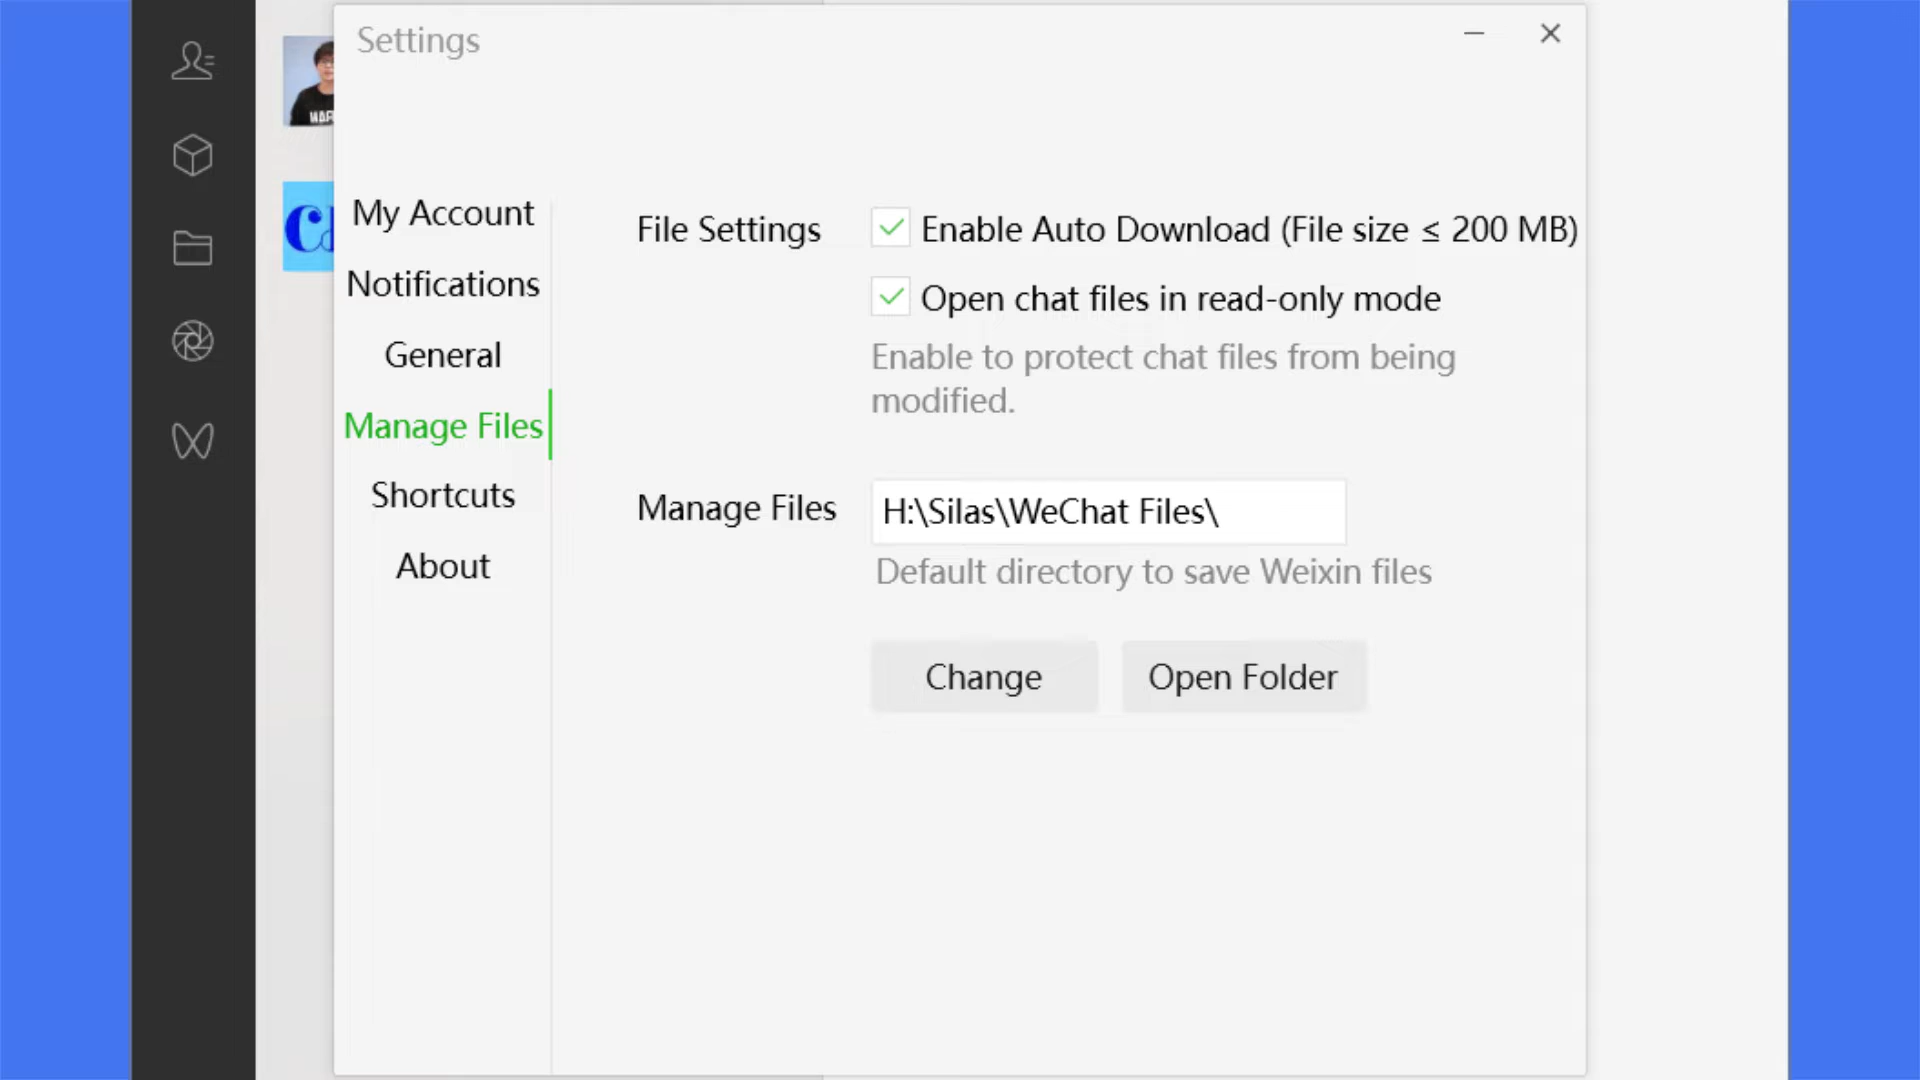 Settings
My Account
Notifications
General
Manage Files
Shortcuts
About
File Settings
Enable Auto Download (File size ≤ 200 MB)
Open chat files in read-only mode
Enable to protect chat files from being
modified.
Manage Files
H:\Silas\WeChat Files\
Default directory to save Weixin files
Change
Open Folder